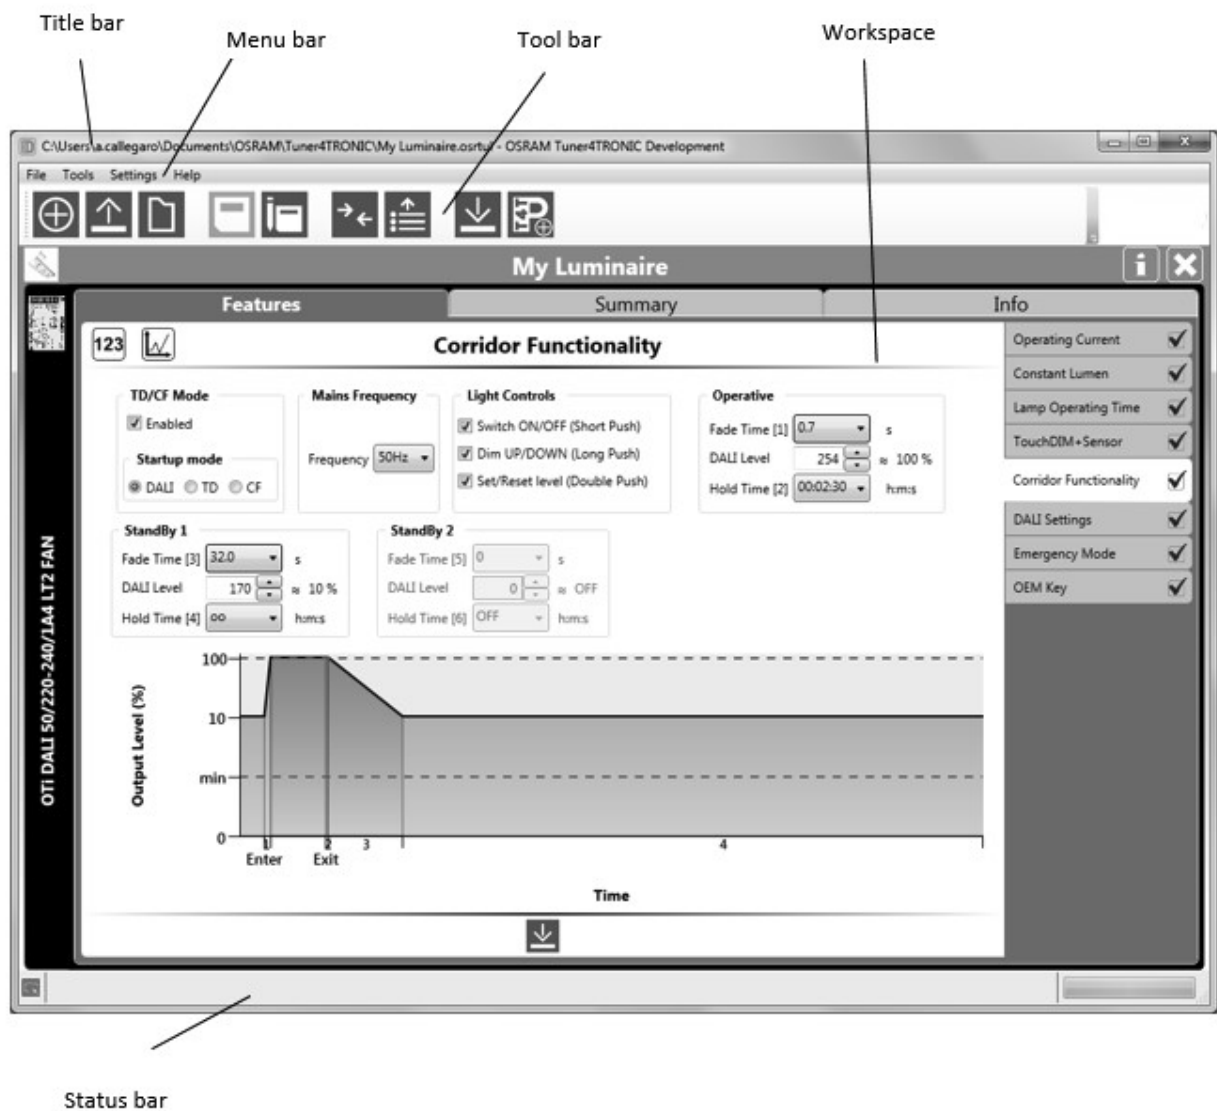 Title bar
Menu bar
Tool bar
Workspace
C:\Users\a.callegaro\Documents\OSRAM\Tuner4TRONIC\My Luminaire.osrtu - OSRAM Tuner4TRONIC Development
File Tools Settings Help
My Luminaire
Features Summary Info
123
Corridor Functionality
TD/CF Mode
Enabled
Startup mode
DALI TD CF
Mains Frequency
Frequency 50Hz
Light Controls
Switch ON/OFF (Short Push)
Dim UP/DOWN (Long Push)
Set/Reset level (Double Push)
Operative
Fade Time [1] 0.7 s
DALI Level 254 ≈ 100 %
Hold Time [2] 00:02:30 h:m:s
StandBy 1
Fade Time [3] 32.0 s
DALI Level 170 ≈ 10 %
Hold Time [4] oo h:m:s
StandBy 2
Fade Time [5] 0 s
DALI Level 0 ≈ OFF
Hold Time [6] OFF h:m:s
Operating Current
Constant Lumen
Lamp Operating Time
TouchDIM+Sensor
Corridor Functionality
DALI Settings
Emergency Mode
OEM Key
OTi DALI 50/220-240/1A4 LT2 FAN
Output Level (%)
100
10
min
0
1 2 3 4
Enter Exit
Time
Status bar